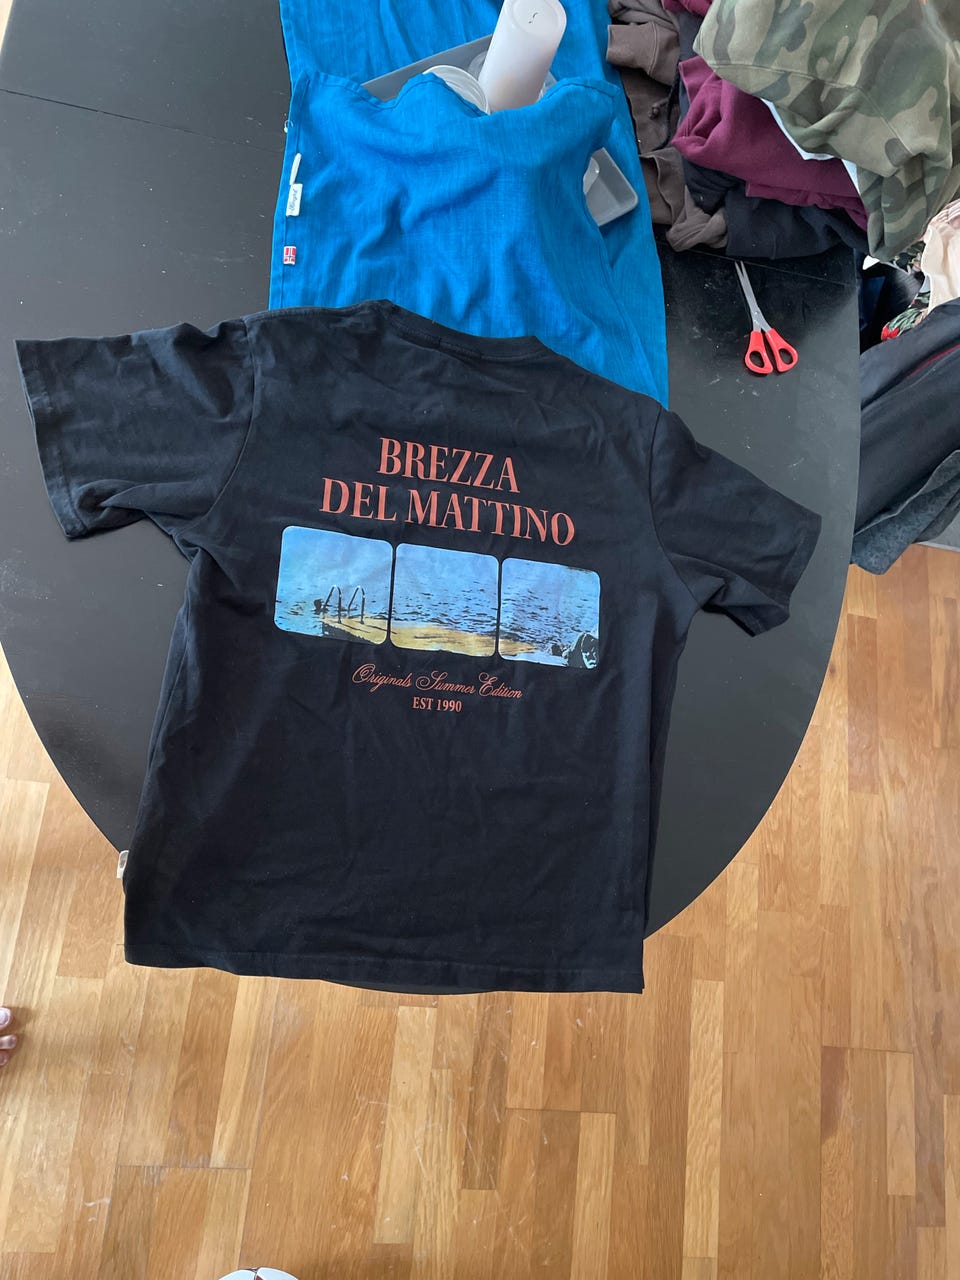 BREZZA
DEL MATTINO
Originals Summer Edition
EST 1990